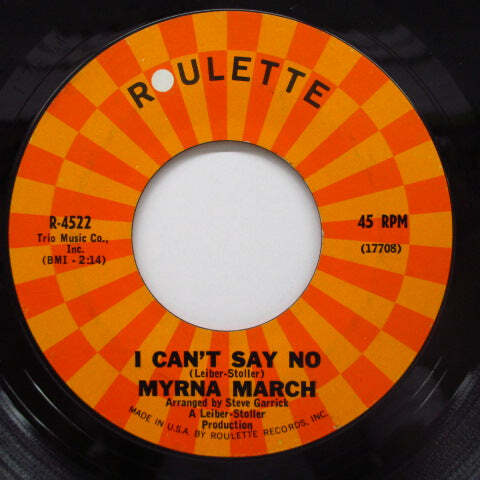 ROULETTE
R-4522
Trio Music Co.,
Inc.
(BMI - 2:14)
45 RPM
(17708)
I CAN'T SAY NO
(Leiber-Stoller)
MYRNA MARCH
Arranged by Steve Garrick
A Leiber-Stoller
Production
MADE IN U.S.A. BY ROULETTE RECORDS, INC.